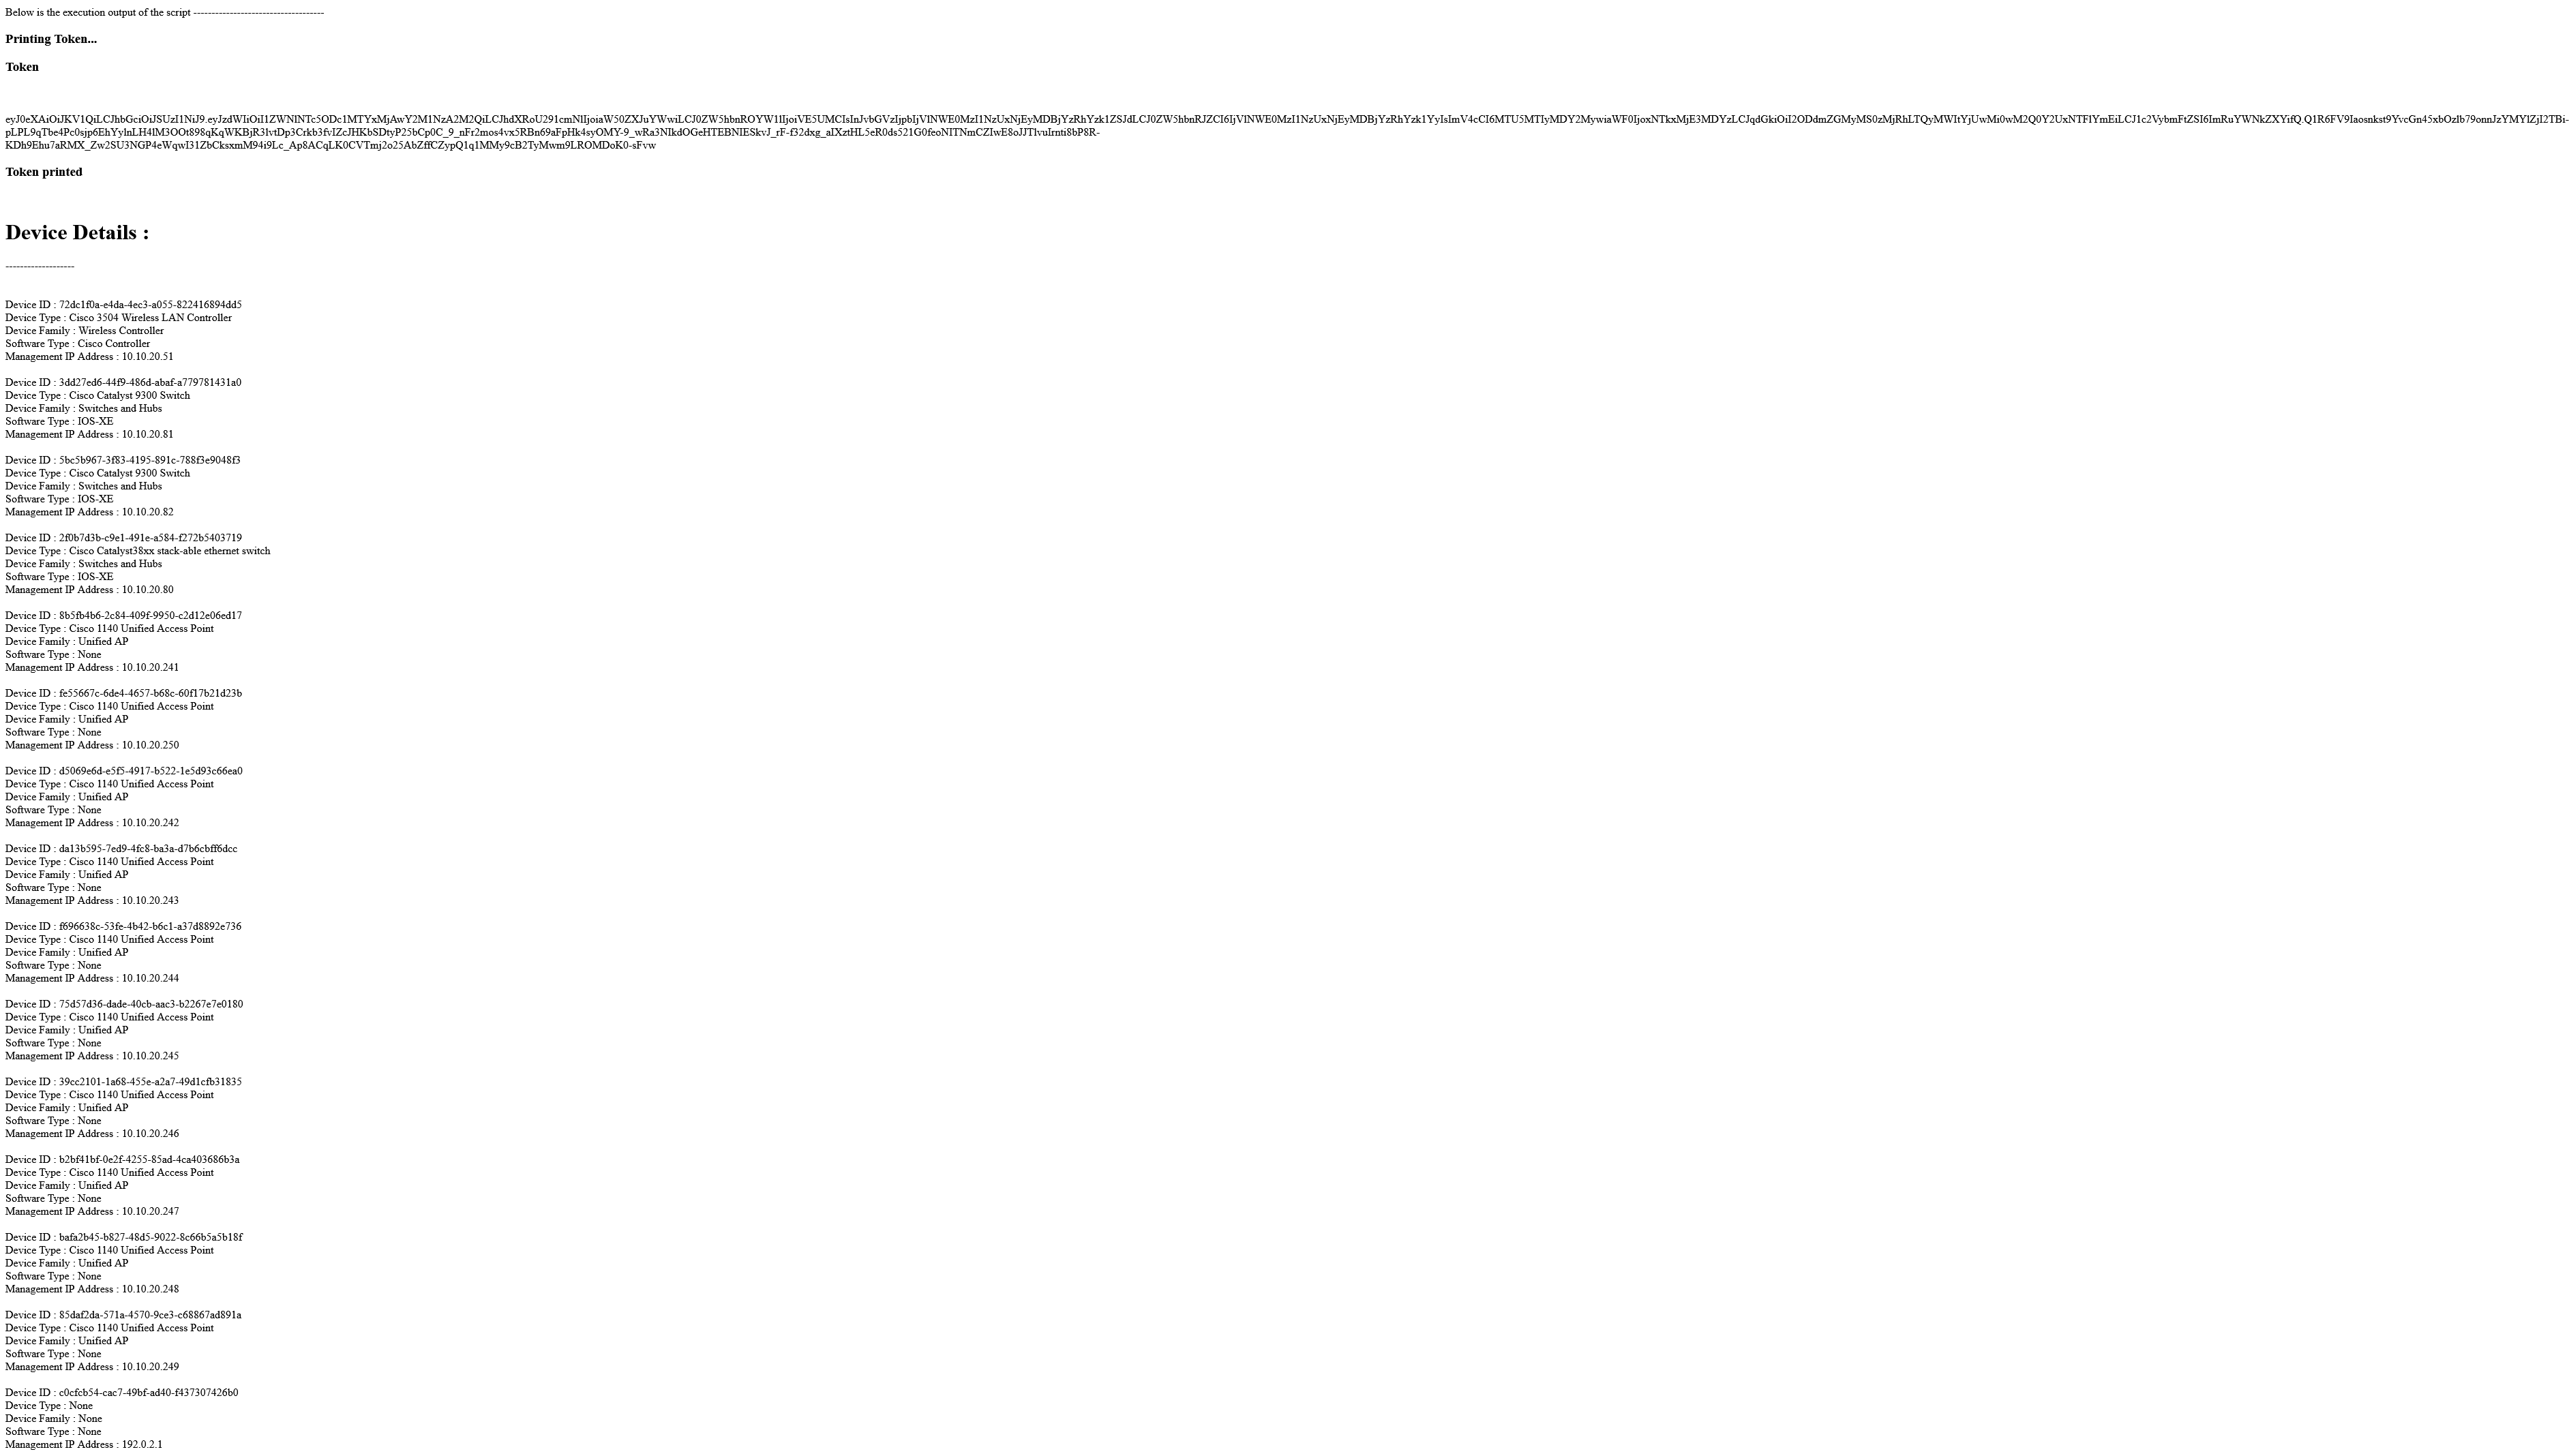 Below is the execution output of the script ------------------------------------
Printing Token...
Token
eyJ0eXAiOiJKV1QiLCJhbGciOiJSUzI1NiJ9.eyJzdWIiOiI1ZWNlNTc5ODc1MTYxMjAwY2M1NzA2M2QiLCJhdXRoU291cmNlIjoiaW50ZXJuYWwiLCJ0ZW5hbnROYW1lIjoiVE5UMCIsInJvbGVzIjpbIjVlNWE0MzI1NzUxNjEyMDBjYzRhYzk1ZSJdLCJ0ZW5hbnRJZCI6IjVlNWE0MzI1NzUxNjEyMDBjYzRhYzk1YyIsImV4cCI6MTU5MTIyMDY2MywiaWF0IjoxNTkxMjE3MDYzLCJqdGkiOiI2ODdmZGMyMS0zMjRhLTQyMWItYjUwMi0wM2Q0Y2UxNTFlYmEiLCJ1c2VybmFtZSI6ImRuYWNkZXYifQ.Q1R6FV9Iaosnkst9YvcGn45xbOzIb79onnJzYMYlZjI2TBi-
pLPL9qTbe4Pc0sjp6EhYylnLH4lM3OOt898qKqWKBjR3lvtDp3Crkb3fvIZcJHKbSDtyP25bCp0C_9_nFr2mos4vx5RBn69aFpHk4syOMY-9_wRa3NIkdOGeHTEBNIESkvJ_rF-f32dxg_aIXztHL5eR0ds521G0feoNITNmCZIwE8oJJTlvuIrnti8bP8R-
KDh9Ehu7aRMX_Zw2SU3NGP4eWqwI31ZbCksxmM94i9Lc_Ap8ACqLK0CVTmj2o25AbZffCZypQ1q1MMy9cB2TyMwm9LROMDoK0-sFvw
Token printed
Device Details :
-------------------
Device ID : 72dc1f0a-e4da-4ec3-a055-822416894dd5
Device Type : Cisco 3504 Wireless LAN Controller
Device Family : Wireless Controller
Software Type : Cisco Controller
Management IP Address : 10.10.20.51
Device ID : 3dd27ed6-44f9-486d-abaf-a779781431a0
Device Type : Cisco Catalyst 9300 Switch
Device Family : Switches and Hubs
Software Type : IOS-XE
Management IP Address : 10.10.20.81
Device ID : 5bc5b967-3f83-4195-891c-788f3e9048f3
Device Type : Cisco Catalyst 9300 Switch
Device Family : Switches and Hubs
Software Type : IOS-XE
Management IP Address : 10.10.20.82
Device ID : 2f0b7d3b-c9e1-491e-a584-f272b5403719
Device Type : Cisco Catalyst38xx stack-able ethernet switch
Device Family : Switches and Hubs
Software Type : IOS-XE
Management IP Address : 10.10.20.80
Device ID : 8b5fb4b6-2c84-409f-9950-c2d12e06ed17
Device Type : Cisco 1140 Unified Access Point
Device Family : Unified AP
Software Type : None
Management IP Address : 10.10.20.241
Device ID : fe55667c-6de4-4657-b68c-60f17b21d23b
Device Type : Cisco 1140 Unified Access Point
Device Family : Unified AP
Software Type : None
Management IP Address : 10.10.20.250
Device ID : d5069e6d-e5f5-4917-b522-1e5d93c66ea0
Device Type : Cisco 1140 Unified Access Point
Device Family : Unified AP
Software Type : None
Management IP Address : 10.10.20.242
Device ID : da13b595-7ed9-4fc8-ba3a-d7b6cbff6dcc
Device Type : Cisco 1140 Unified Access Point
Device Family : Unified AP
Software Type : None
Management IP Address : 10.10.20.243
Device ID : f696638c-53fe-4b42-b6c1-a37d8892e736
Device Type : Cisco 1140 Unified Access Point
Device Family : Unified AP
Software Type : None
Management IP Address : 10.10.20.244
Device ID : 75d57d36-dade-40cb-aac3-b2267e7e0180
Device Type : Cisco 1140 Unified Access Point
Device Family : Unified AP
Software Type : None
Management IP Address : 10.10.20.245
Device ID : 39cc2101-1a68-455e-a2a7-49d1cfb31835
Device Type : Cisco 1140 Unified Access Point
Device Family : Unified AP
Software Type : None
Management IP Address : 10.10.20.246
Device ID : b2bf41bf-0e2f-4255-85ad-4ca403686b3a
Device Type : Cisco 1140 Unified Access Point
Device Family : Unified AP
Software Type : None
Management IP Address : 10.10.20.247
Device ID : bafa2b45-b827-48d5-9022-8c66b5a5b18f
Device Type : Cisco 1140 Unified Access Point
Device Family : Unified AP
Software Type : None
Management IP Address : 10.10.20.248
Device ID : 85daf2da-571a-4570-9ce3-c68867ad891a
Device Type : Cisco 1140 Unified Access Point
Device Family : Unified AP
Software Type : None
Management IP Address : 10.10.20.249
Device ID : c0cfcb54-cac7-49bf-ad40-f437307426b0
Device Type : None
Device Family : None
Software Type : None
Management IP Address : 192.0.2.1